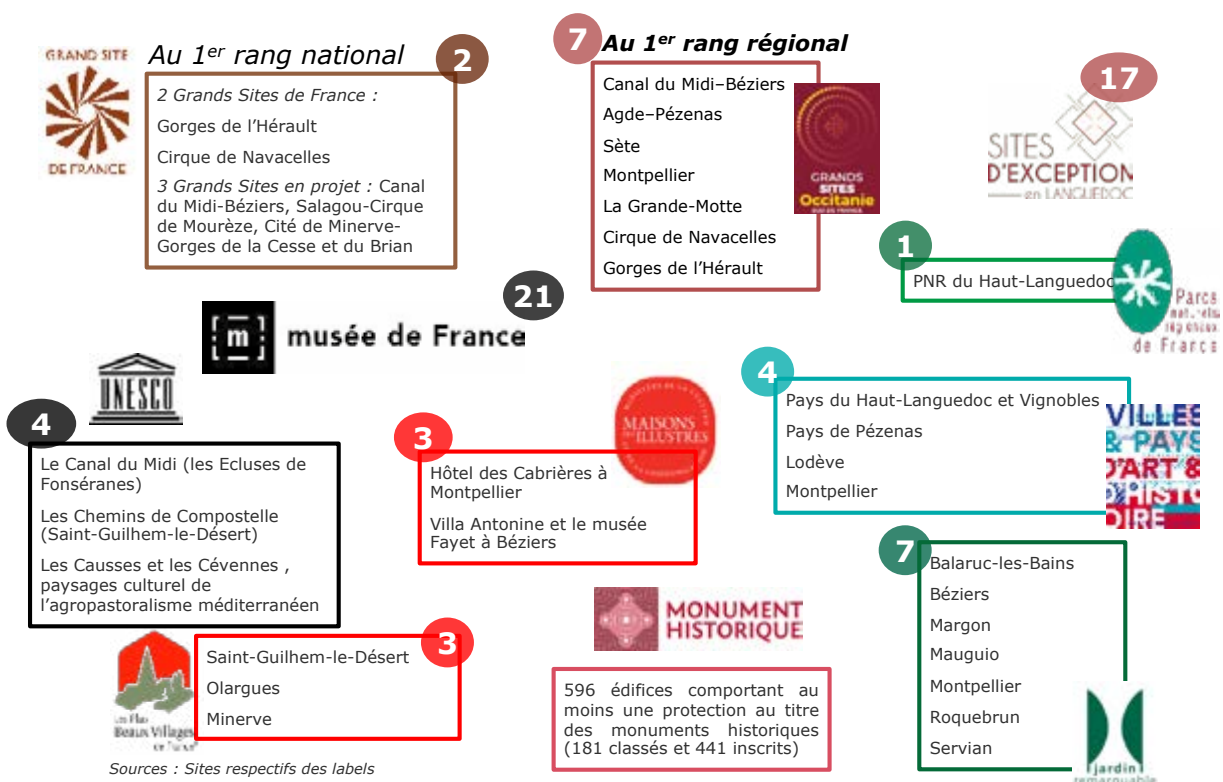 GRAND SITE
DE FRANCE
Au 1er rang national
2
2 Grands Sites de France :
Gorges de l'Hérault
Cirque de Navacelles
3 Grands Sites en projet : Canal
du Midi-Béziers, Salagou-Cirque
de Mourèze, Cité de Minerve-
Gorges de la Cesse et du Brian
7
Au 1er rang régional
Canal du Midi–Béziers
Agde–Pézenas
Sète
Montpellier
La Grande-Motte
Cirque de Navacelles
Gorges de l'Hérault
GRANDS
SITES
Occitanie
SUD DE FRANCE
17
SITES
D'EXCEPTION
en LANGUEDOC
1
PNR du Haut-Languedoc
Parcs
naturels
régionaux
de France
21
[m] musée de France
UNESCO
4
Le Canal du Midi (les Ecluses de
Fonséranes)
Les Chemins de Compostelle
(Saint-Guilhem-le-Désert)
Les Causses et les Cévennes ,
paysages culturel de
l'agropastoralisme méditerranéen
MAISONS
DES ILLUSTRES
3
Hôtel des Cabrières à
Montpellier
Villa Antonine et le musée
Fayet à Béziers
4
Pays du Haut-Languedoc et Vignobles
Pays de Pézenas
Lodève
Montpellier
VILLES
& PAYS
D'ART &
D'HISTO
OIRE
Les Plus
Beaux Villages
de France
3
Saint-Guilhem-le-Désert
Olargues
Minerve
MONUMENT
HISTORIQUE
596 édifices comportant au
moins une protection au titre
des monuments historiques
(181 classés et 441 inscrits)
7
Balaruc-les-Bains
Béziers
Margon
Mauguio
Montpellier
Roquebrun
Servian
jardin
remarquable
Sources : Sites respectifs des labels